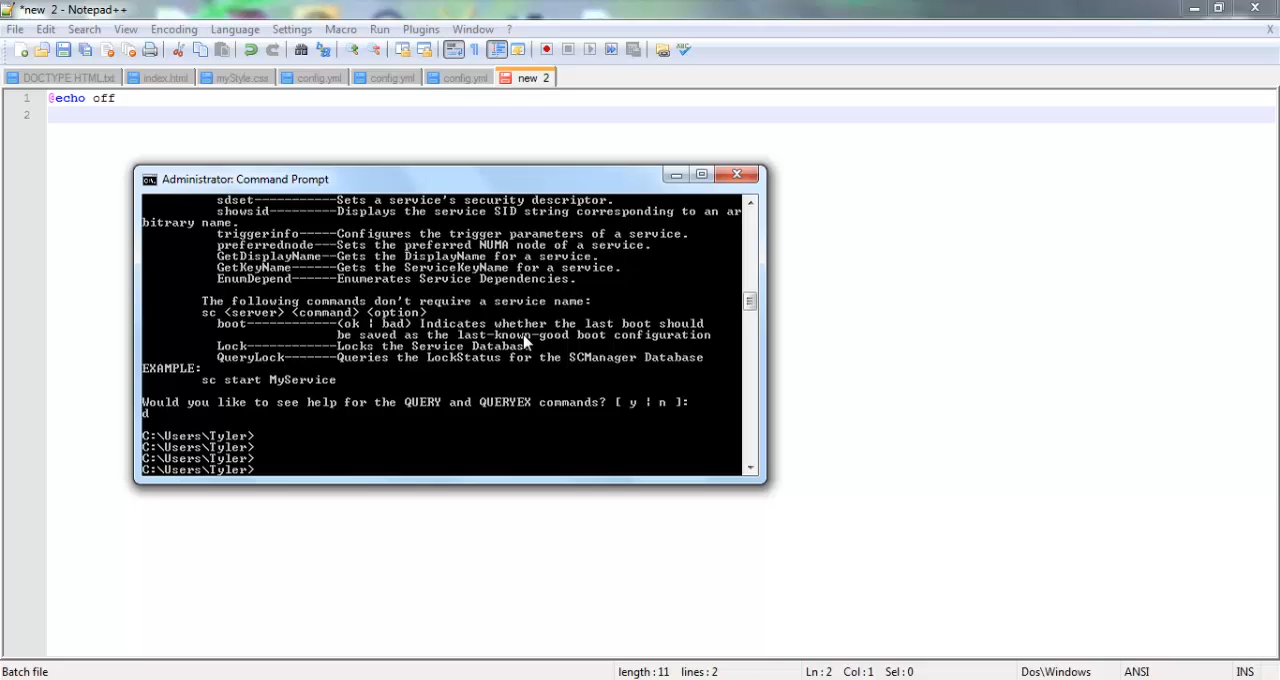 *new 2 - Notepad++
File Edit Search View Encoding Language Settings Macro Run Plugins Window ?
X
DOCTYPE HTML.txt index.html myStyle.css config.yml config.yml config.yml new 2
1 @echo off
2
Administrator: Command Prompt
sdset-----------Sets a service's security descriptor.
showsid---------Displays the service SID string corresponding to an ar
bitrary name.
triggerinfo-----Configures the trigger parameters of a service.
preferrednode---Sets the preferred NUMA node of a service.
GetDisplayName--Gets the DisplayName for a service.
GetKeyName------Gets the ServiceKeyName for a service.
EnumDepend------Enumerates Service Dependencies.
The following commands don't require a service name:
sc <server> <command> <option>
boot------------(ok | bad) Indicates whether the last boot should
be saved as the last-known-good boot configuration
Lock------------Locks the Service Database
QueryLock-------Queries the LockStatus for the SCManager Database
EXAMPLE:
sc start MyService
Would you like to see help for the QUERY and QUERYEX commands? [ y | n ]:
d
C:\Users\Tyler>
C:\Users\Tyler>
C:\Users\Tyler>
C:\Users\Tyler>
Batch file length : 11 lines : 2 Ln : 2 Col : 1 Sel : 0 Dos\Windows ANSI INS